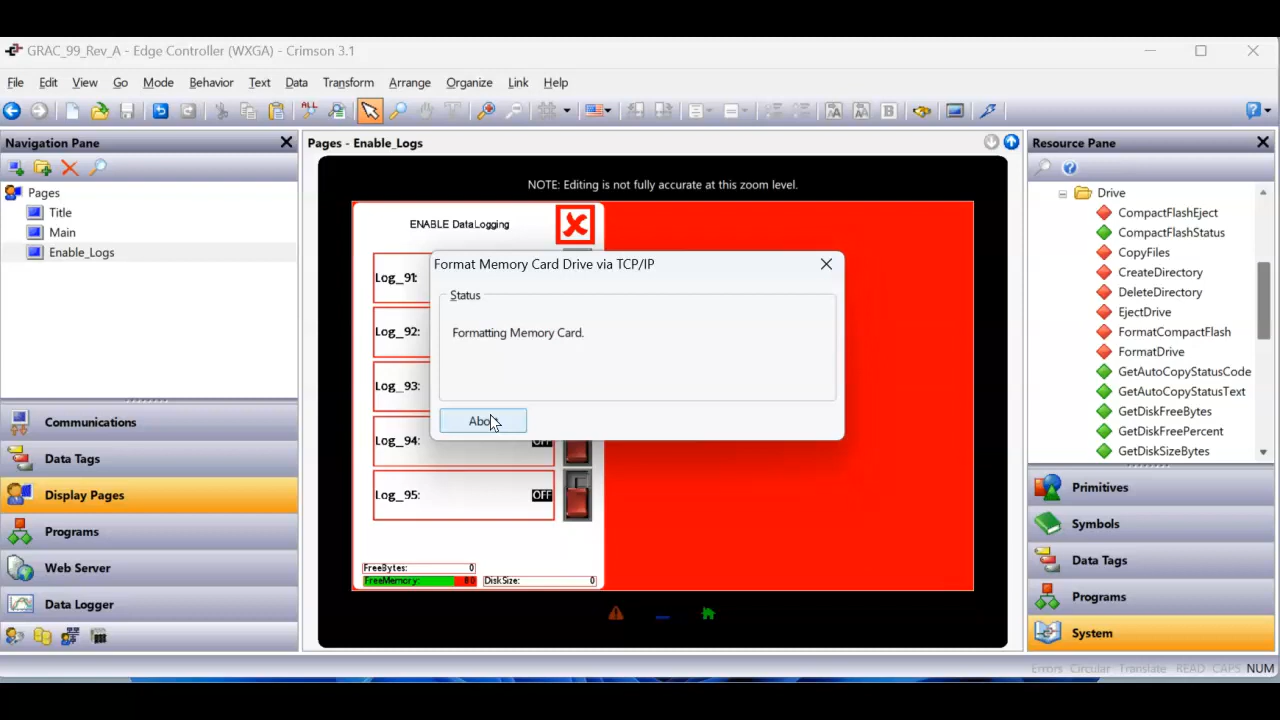 GRAC_99_Rev_A - Edge Controller (WXGA) - Crimson 3.1
File Edit View Go Mode Behavior Text Data Transform Arrange Organize Link Help
Navigation Pane
Pages
Title
Main
Enable_Logs
Communications
Data Tags
Display Pages
Programs
Web Server
Data Logger
Pages - Enable_Logs
NOTE: Editing is not fully accurate at this zoom level.
ENABLE DataLogging
Log_91:
Log_92:
Log_93:
Log_94: OFF
Log_95: OFF
FreeBytes: 0
FreeMemory: 80 DiskSize: 0
Format Memory Card Drive via TCP/IP
Status
Formatting Memory Card.
Resource Pane
Drive
CompactFlashEject
CompactFlashStatus
CopyFiles
CreateDirectory
DeleteDirectory
EjectDrive
FormatCompactFlash
FormatDrive
GetAutoCopyStatusCode
GetAutoCopyStatusText
GetDiskFreeBytes
GetDiskFreePercent
GetDiskSizeBytes
Primitives
Symbols
Data Tags
Programs
System
Errors Circular Translate READ CAPS NUM